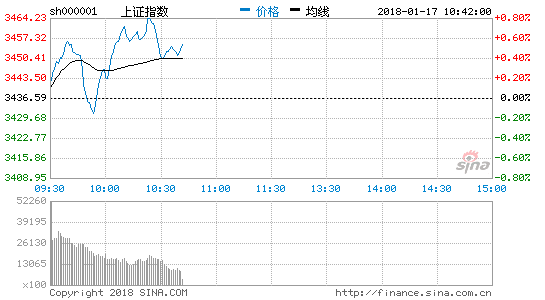 sh000001 上证指数 价格 均线 2018-01-17 10:42:00
3464.23 0.80%
3457.32 0.60%
3450.41 0.40%
3443.50 0.20%
3436.59 0.00%
3429.68 0.20%
3422.77 0.40%
3415.86 0.60%
3408.95 0.80%
sina
09:30 10:00 10:30 11:00 11:30 13:30 14:00 14:30 15:00
52260
39195
26130
13065
x100
Copyright 2018 SINA.COM http://finance.sina.com.cn